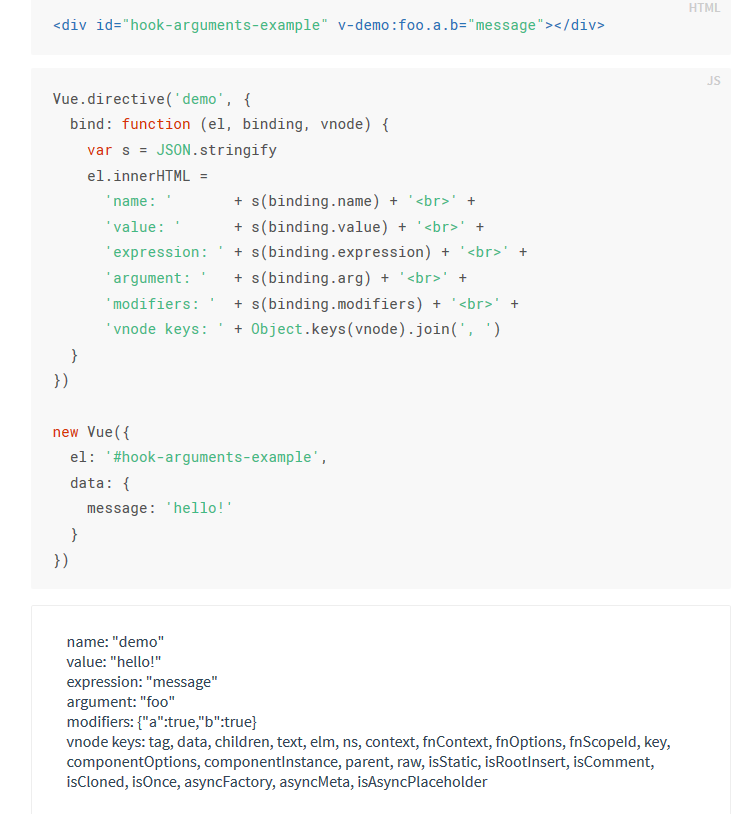 HTML
<div id="hook-arguments-example" v-demo:foo.a.b="message"></div>
JS
Vue.directive('demo', {
  bind: function (el, binding, vnode) {
    var s = JSON.stringify
    el.innerHTML =
      'name: '       + s(binding.name) + '<br>' +
      'value: '      + s(binding.value) + '<br>' +
      'expression: ' + s(binding.expression) + '<br>' +
      'argument: '   + s(binding.arg) + '<br>' +
      'modifiers: '  + s(binding.modifiers) + '<br>' +
      'vnode keys: ' + Object.keys(vnode).join(', ')
  }
})
new Vue({
  el: '#hook-arguments-example',
  data: {
    message: 'hello!'
  }
})
name: "demo"
value: "hello!"
expression: "message"
argument: "foo"
modifiers: {"a":true,"b":true}
vnode keys: tag, data, children, text, elm, ns, context, fnContext, fnOptions, fnScopeId, key,
componentOptions, componentInstance, parent, raw, isStatic, isRootInsert, isComment,
isCloned, isOnce, asyncFactory, asyncMeta, isAsyncPlaceholder